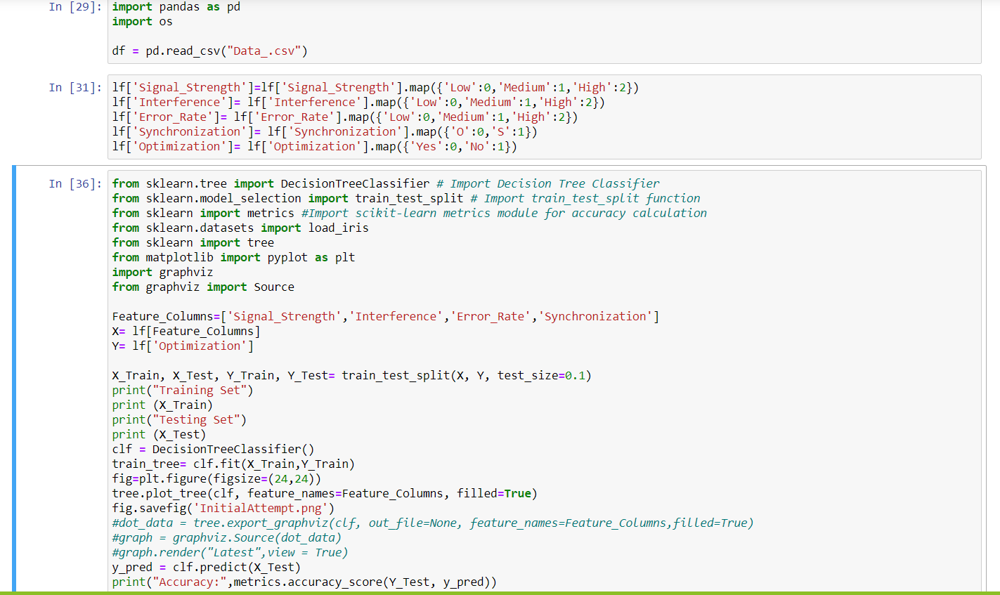 In [29]: import pandas as pd
import os
df = pd.read_csv("Data_.csv")
In [31]: lf['Signal_Strength']=lf['Signal_Strength'].map({'Low':0,'Medium':1,'High':2})
lf['Interference']= lf['Interference'].map({'Low':0,'Medium':1,'High':2})
lf['Error_Rate']= lf['Error_Rate'].map({'Low':0,'Medium':1,'High':2})
lf['Synchronization']= lf['Synchronization'].map({'O':0,'S':1})
lf['Optimization']= lf['Optimization'].map({'Yes':0,'No':1})
In [36]: from sklearn.tree import DecisionTreeClassifier # Import Decision Tree Classifier
from sklearn.model_selection import train_test_split # Import train_test_split function
from sklearn import metrics #Import scikit-learn metrics module for accuracy calculation
from sklearn.datasets import load_iris
from sklearn import tree
from matplotlib import pyplot as plt
import graphviz
from graphviz import Source
Feature_Columns=['Signal_Strength','Interference','Error_Rate','Synchronization']
X= lf[Feature_Columns]
Y= lf['Optimization']
X_Train, X_Test, Y_Train, Y_Test= train_test_split(X, Y, test_size=0.1)
print("Training Set")
print (X_Train)
print("Testing Set")
print (X_Test)
clf = DecisionTreeClassifier()
train_tree= clf.fit(X_Train,Y_Train)
fig=plt.figure(figsize=(24,24))
tree.plot_tree(clf, feature_names=Feature_Columns, filled=True)
fig.savefig('InitialAttempt.png')
#dot_data = tree.export_graphviz(clf, out_file=None, feature_names=Feature_Columns,filled=True)
#graph = graphviz.Source(dot_data)
#graph.render("Latest",view = True)
y_pred = clf.predict(X_Test)
print("Accuracy:",metrics.accuracy_score(Y_Test, y_pred))